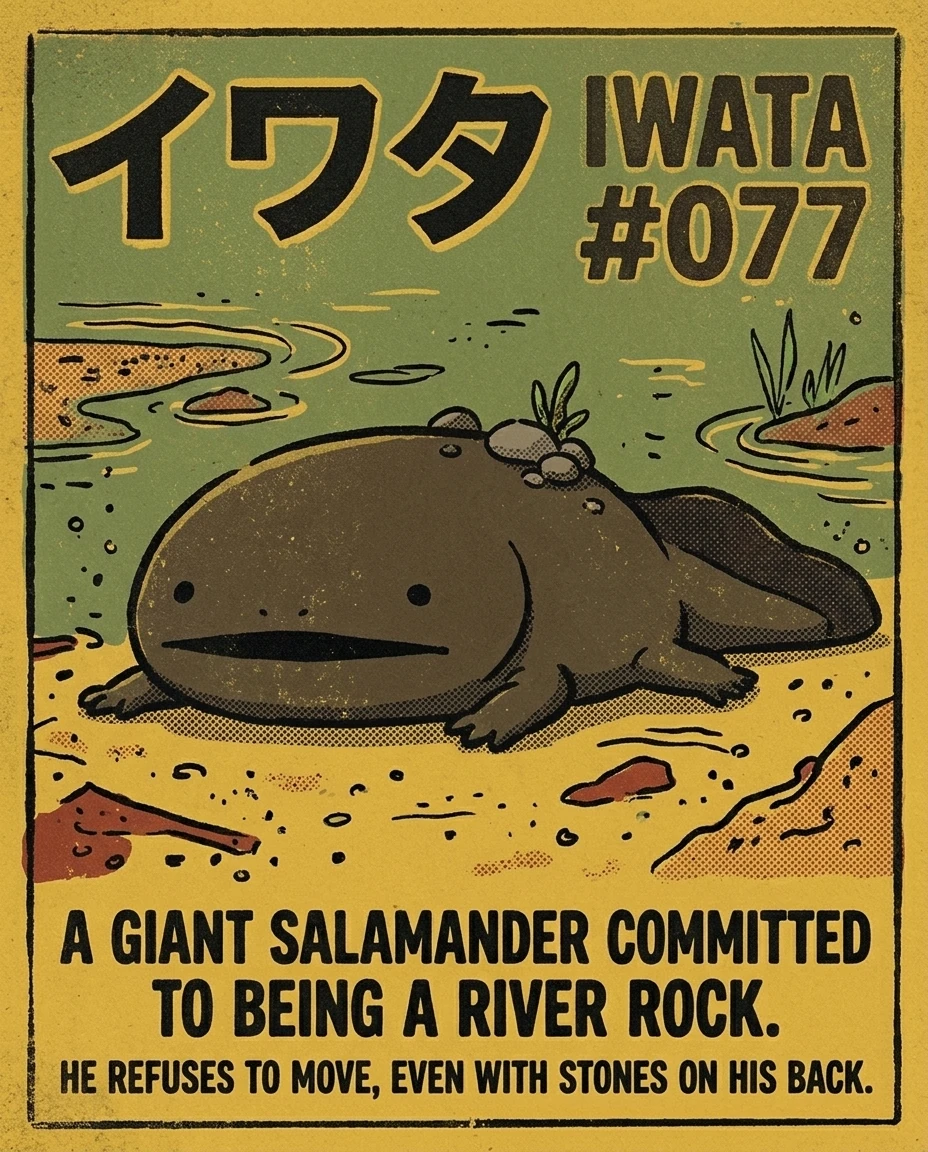 イワタ
IWATA
#077
A GIANT SALAMANDER COMMITTED
TO BEING A RIVER ROCK.
HE REFUSES TO MOVE, EVEN WITH STONES ON HIS BACK.